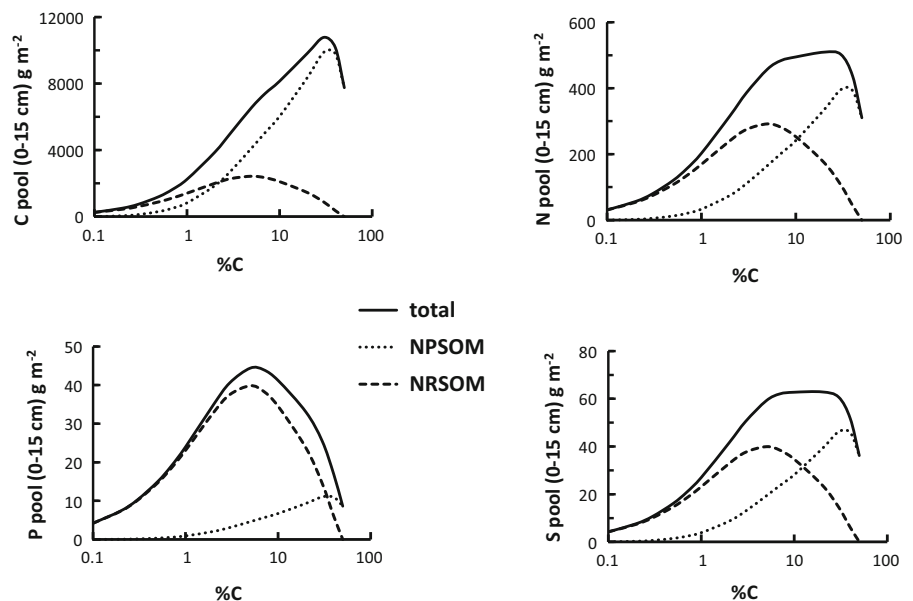 C pool (0-15 cm) g m⁻²
12000
10000
8000
6000
4000
2000
0
0.1 1 10 100
%C
N pool (0-15 cm) g m⁻²
600
400
200
0
0.1 1 10 100
%C
total
NPSOM
NRSOM
P pool (0-15 cm) g m⁻²
50
40
30
20
10
0
0.1 1 10 100
%C
S pool (0-15 cm) g m⁻²
80
60
40
20
0
0.1 1 10 100
%C